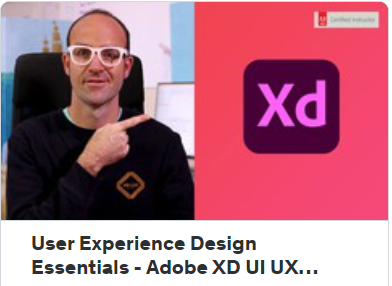 Certified Instructor
Xd
User Experience Design
Essentials - Adobe XD UI UX...